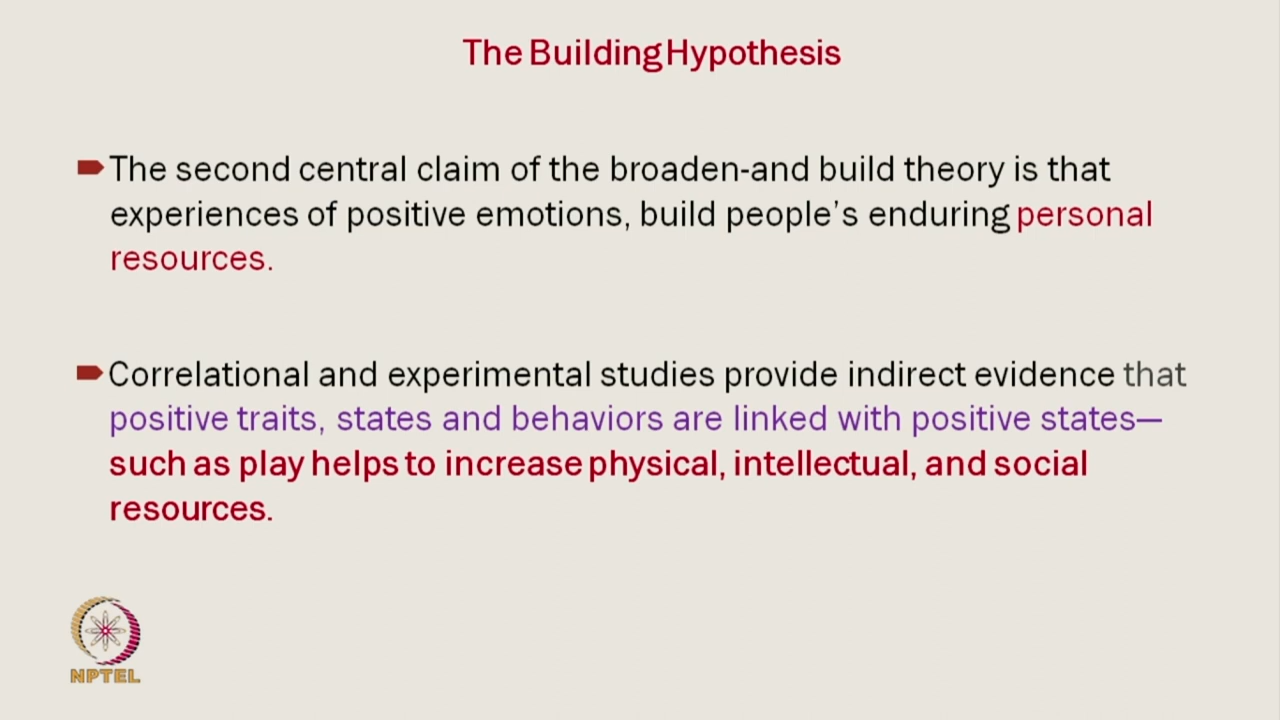 The Building Hypothesis
The second central claim of the broaden-and build theory is that
experiences of positive emotions, build people's enduring personal
resources.
Correlational and experimental studies provide indirect evidence that
positive traits, states and behaviors are linked with positive states—
such as play helps to increase physical, intellectual, and social
resources.
NPTEL